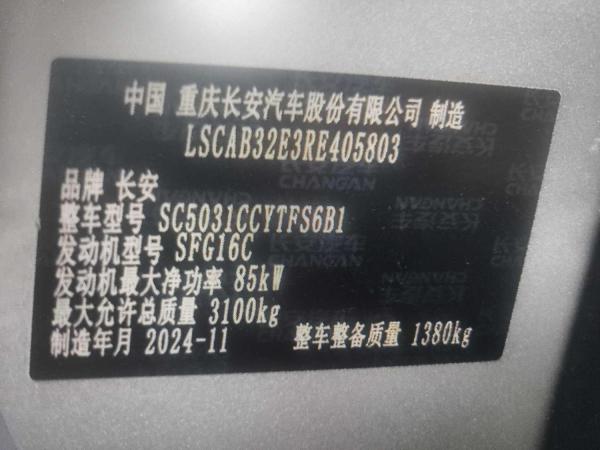 中国 重庆长安汽车股份有限公司 制造
LSCAB32E3RE405803
品牌 长安
整车型号 SC5031CCYTFS6B1
发动机型号 SFG16C
发动机最大净功率 85kW
最大允许总质量 3100kg
制造年月 2024-11 整车整备质量 1380kg